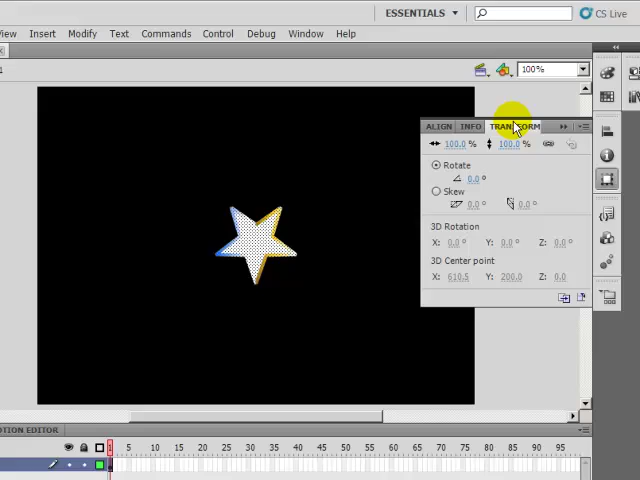 ESSENTIALS
CS Live
View Insert Modify Text Commands Control Debug Window Help
1
100%
ALIGN INFO TRANSFORM
100.0 % 100.0 %
Rotate
0.0 °
Skew
0.0 ° 0.0 °
3D Rotation
X: 0.0 ° Y: 0.0 ° Z: 0.0 °
3D Center point
X: 610.5 Y: 200.0 Z: 0.0
OTION EDITOR
1 5 10 15 20 25 30 35 40 45 50 55 60 65 70 75 80 85 90 95